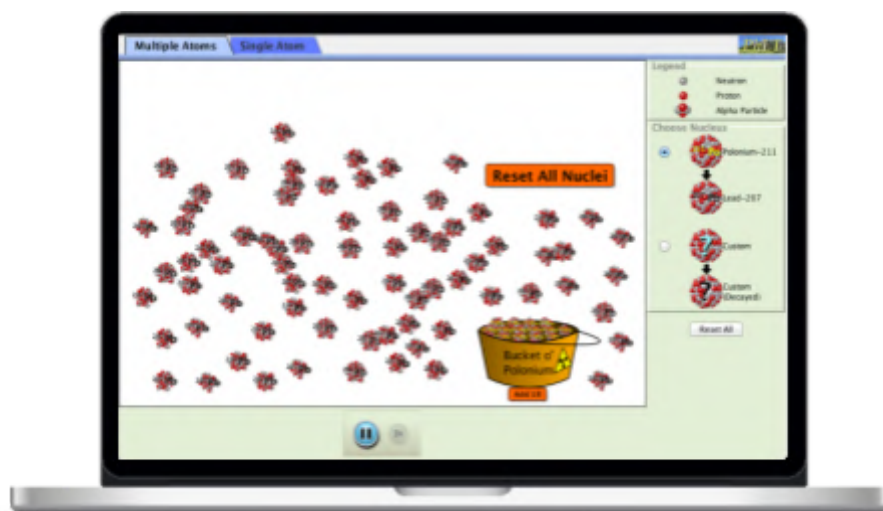 Multiple Atoms
Single Atom
Legend
Neutron
Proton
Alpha Particle
Choose Nucleus
Polonium-211
Lead-207
Custom
Custom
(Decayed)
Reset All Nuclei
Bucket o'
Polonium
Reset All